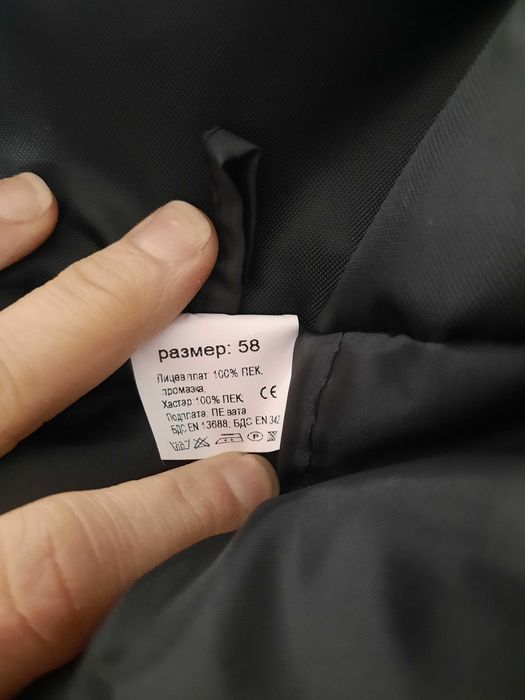 размер: 58
Лицев плат: 100% ПЕК,
промазка,
Хастар:100% ПЕК, CE
Подплата: ПЕ вата
БДС EN 13688, БДС EN 342
P